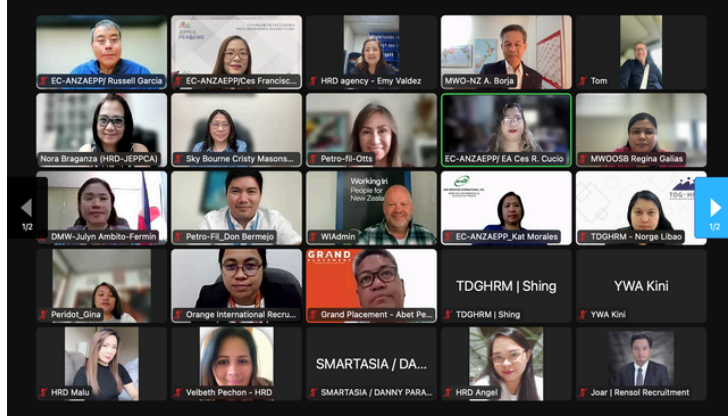 EC-ANZAEPP/ Russell Garcia
EC-ANZAEPP/Ces Francisc...
HRD agency - Emy Valdez
MWO-NZ A. Borja
Tom
Nora Braganza (HRD-JEPPCA)
Sky Bourne Cristy Masons...
Petro-fil-Otts
EC-ANZAEPP/ EA Ces R. Cucio
MWOOSB Regina Galias
1/2
DMW-Julyn Ambito-Fermin
Petro-Fil_Don Bermejo
Working In
People for
New Zeala
WIAdmin
EC-ANZAEPP_Kat Morales
TDG-HR
TDGHRM - Norge Libao
1/2
Peridot_Gina
Orange International Recru...
GRAND
PLACEMENT
Grand Placement - Abet Pe...
TDGHRM | Shing
TDGHRM | Shing
YWA Kini
YWA Kini
HRD Malu
Velbeth Pechon - HRD
SMARTASIA / DA...
SMARTASIA / DANNY PARA...
HRD Angel
Joar | Rensol Recruitment